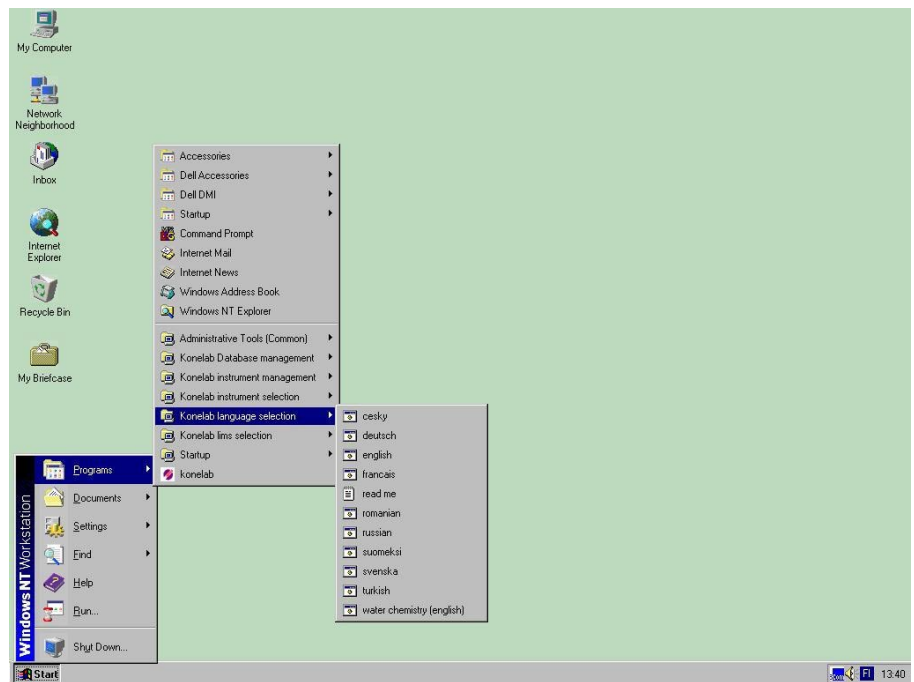 My Computer
Network
Neighborhood
Inbox
Internet
Explorer
Recycle Bin
My Briefcase
Accessories
Dell Accessories
Dell DMI
Startup
Command Prompt
Internet Mail
Internet News
Windows Address Book
Windows NT Explorer
Administrative Tools (Common)
Konelab Database management
Konelab instrument management
Konelab instrument selection
Konelab language selection
Konelab lims selection
Startup
konelab
cesky
deutsch
english
francais
read me
romanian
russian
suomeksi
svenska
turkish
water chemistry (english)
Windows NT Workstation
Programs
Documents
Settings
Find
Help
Run...
Shut Down...
Start
FI
13:40